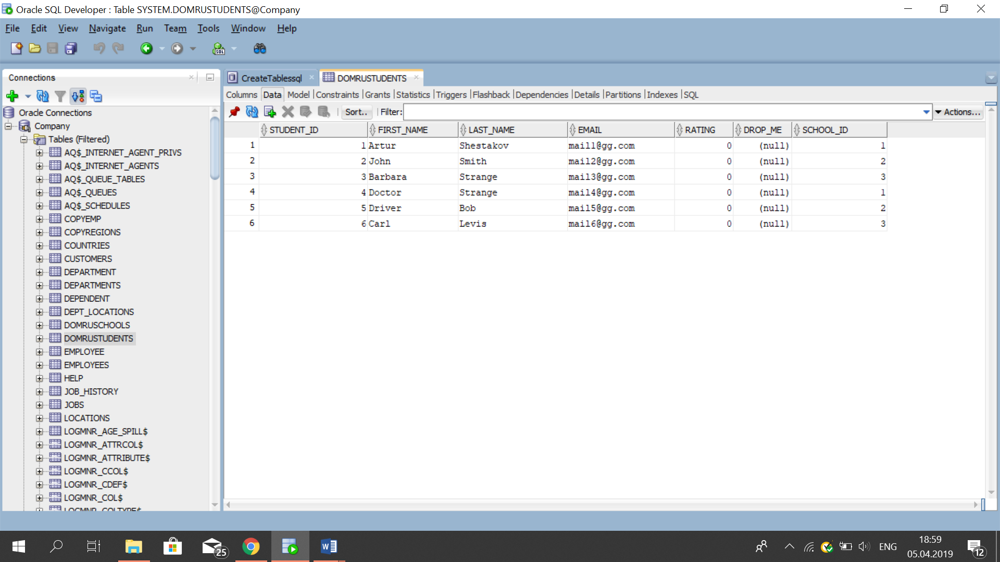 Oracle SQL Developer : Table SYSTEM.DOMRUSTUDENTS@Company
File Edit View Navigate Run Team Tools Window Help
SQL
Connections
CreateTablessql
DOMRUSTUDENTS
Columns Data Model Constraints Grants Statistics Triggers Flashback Dependencies Details Partitions Indexes SQL
Sort.. Filter: Actions...
Oracle Connections
Company
Tables (Filtered)
AQ$_INTERNET_AGENT_PRIVS
AQ$_INTERNET_AGENTS
AQ$_QUEUE_TABLES
AQ$_QUEUES
AQ$_SCHEDULES
COPYEMP
COPYREGIONS
COUNTRIES
CUSTOMERS
DEPARTMENT
DEPARTMENTS
DEPENDENT
DEPT_LOCATIONS
DOMRUSCHOOLS
DOMRUSTUDENTS
EMPLOYEE
EMPLOYEES
HELP
JOB_HISTORY
JOBS
LOCATIONS
LOGMNR_AGE_SPILL$
LOGMNR_ATTRCOL$
LOGMNR_ATTRIBUTE$
LOGMNR_CCOL$
LOGMNR_CDEF$
LOGMNR_COL$
LOGMNR_COLTYPE$
STUDENT_ID FIRST_NAME LAST_NAME EMAIL RATING DROP_ME SCHOOL_ID
1 1 Artur Shestakov mail1@gg.com 0 (null) 1
2 2 John Smith mail2@gg.com 0 (null) 2
3 3 Barbara Strange mail3@gg.com 0 (null) 3
4 4 Doctor Strange mail4@gg.com 0 (null) 1
5 5 Driver Bob mail5@gg.com 0 (null) 2
6 6 Carl Levis mail6@gg.com 0 (null) 3
25
W
ENG
18:59
05.04.2019
12